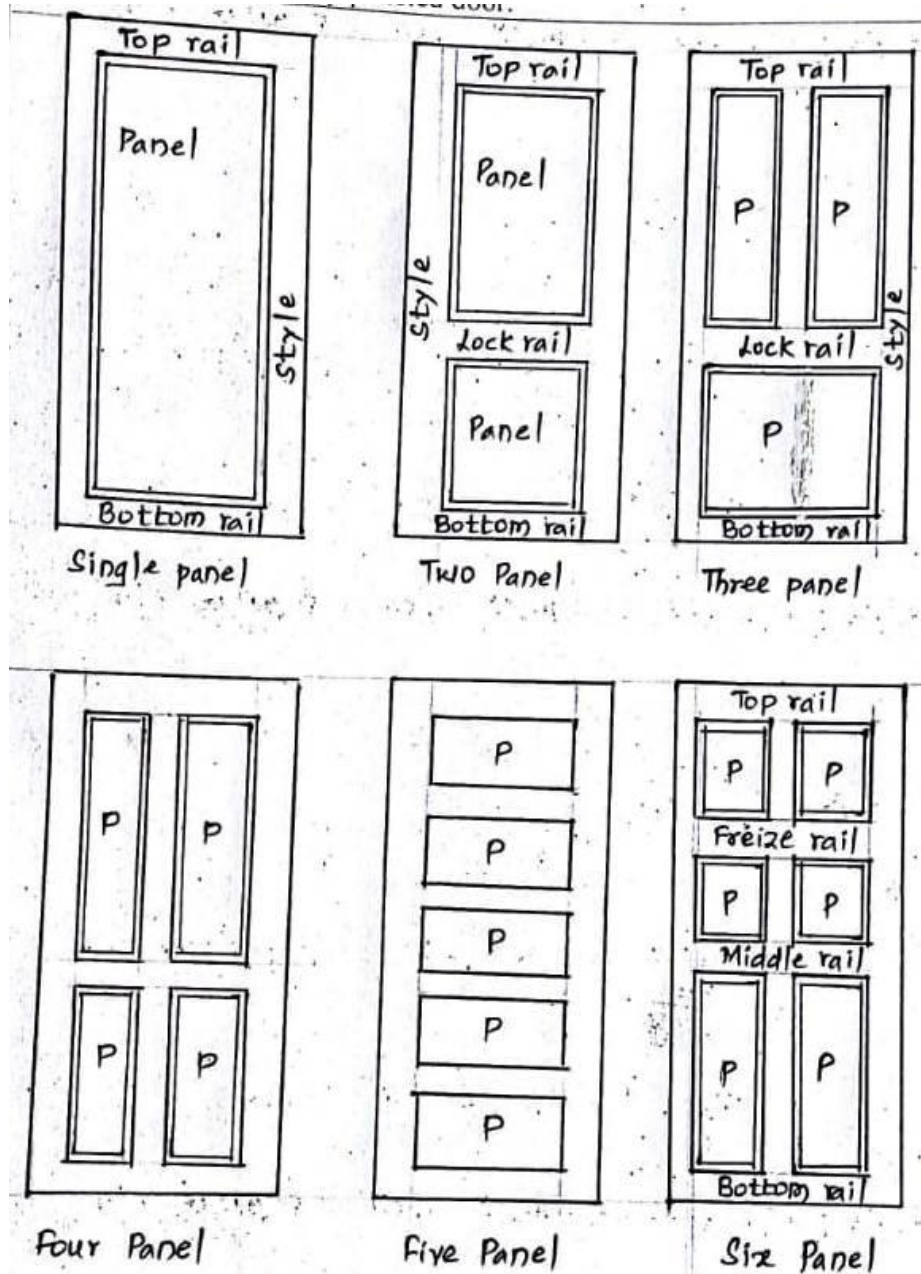 door.
Top rail
Panel
Style
Bottom rail
Single panel
Top rail
Panel
Style
Lock rail
Panel
Bottom rail
Two Panel
Top rail
P P
Style
Lock rail
P
Bottom rail
Three panel
P P
P P
Four Panel
P
P
P
P
P
Five Panel
Top rail
P P
Freize rail
P P
Middle rail
P P
Bottom rail
Six Panel